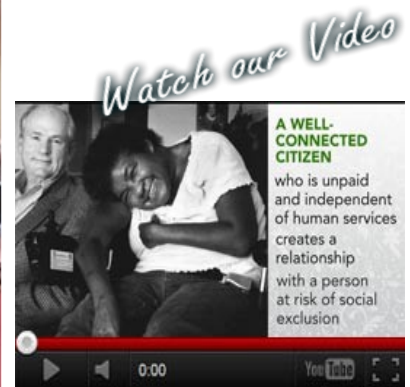 Watch our Video
A WELL-
CONNECTED
CITIZEN
who is unpaid
and independent
of human services
creates a
relationship
with a person
at risk of social
exclusion
0:00
YouTube